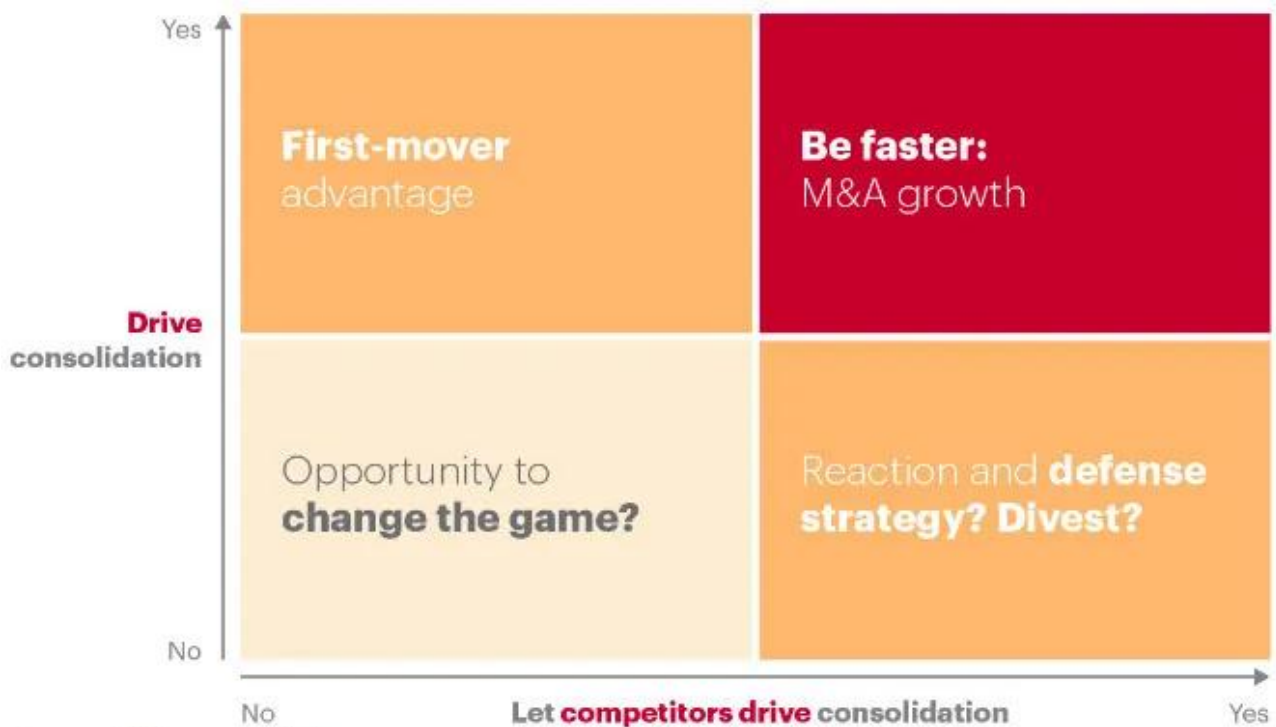 Yes
First-mover
advantage
Be faster:
M&A growth
Drive
consolidation
Opportunity to
change the game?
Reaction and defense
strategy? Divest?
No
No
Let competitors drive consolidation
Yes